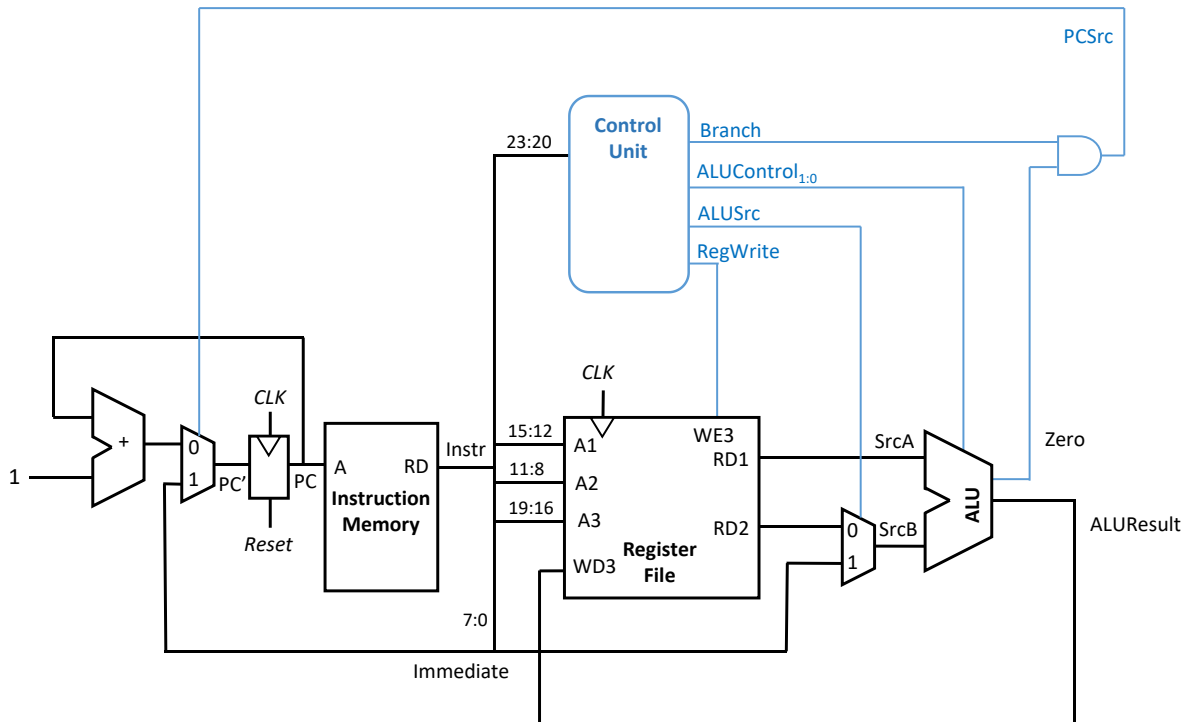 PCSrc
Control
Unit
Branch
23:20
ALUControl1:0
ALUSrc
RegWrite
CLK
CLK
+
0
1
1
PC'
PC
Reset
A
RD
Instruction
Memory
Instr
15:12
11:8
19:16
7:0
A1
A2
A3
WD3
WE3
RD1
RD2
Register
File
SrcA
0
1
SrcB
ALU
Zero
ALUResult
Immediate